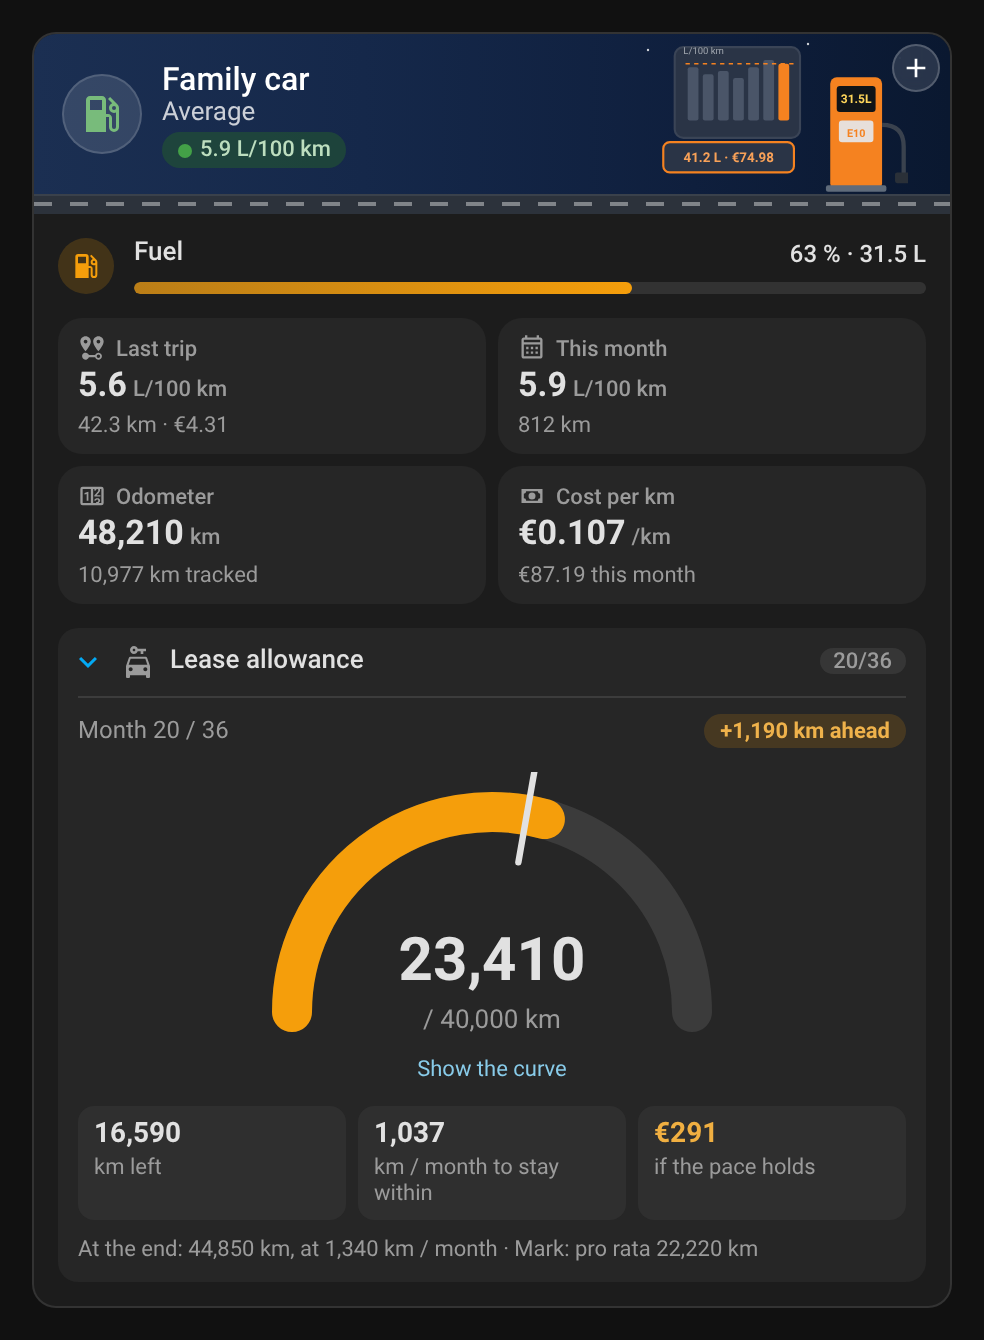 Family car
Average
5.9 L/100 km
L/100 km
41.2 L · €74.98
31.5L
E10
Fuel
63 % · 31.5 L
Last trip
5.6 L/100 km
42.3 km · €4.31
This month
5.9 L/100 km
812 km
Odometer
48,210 km
10,977 km tracked
Cost per km
€0.107 /km
€87.19 this month
Lease allowance
20/36
Month 20 / 36
+1,190 km ahead
23,410
/ 40,000 km
Show the curve
16,590
km left
1,037
km / month to stay
within
€291
if the pace holds
At the end: 44,850 km, at 1,340 km / month · Mark: pro rata 22,220 km